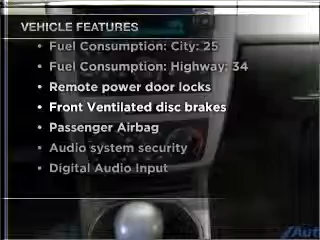 VEHICLE FEATURES
• Fuel Consumption: City: 25
• Fuel Consumption: Highway: 34
• Remote power door locks
• Front Ventilated disc brakes
• Passenger Airbag
• Audio system security
• Digital Audio Input